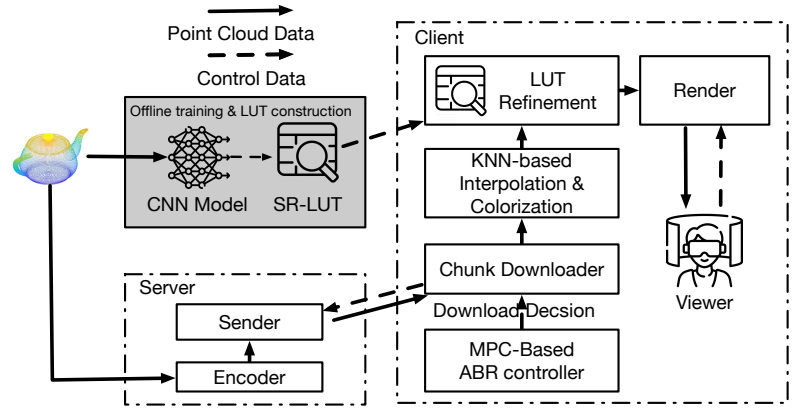 Point Cloud Data
Control Data
Offline training & LUT construction
CNN Model
SR-LUT
Server
Sender
Encoder
Client
LUT
Refinement
Render
KNN-based
Interpolation &
Colorization
Chunk Downloader
Download Decsion
MPC-Based
ABR controller
Viewer